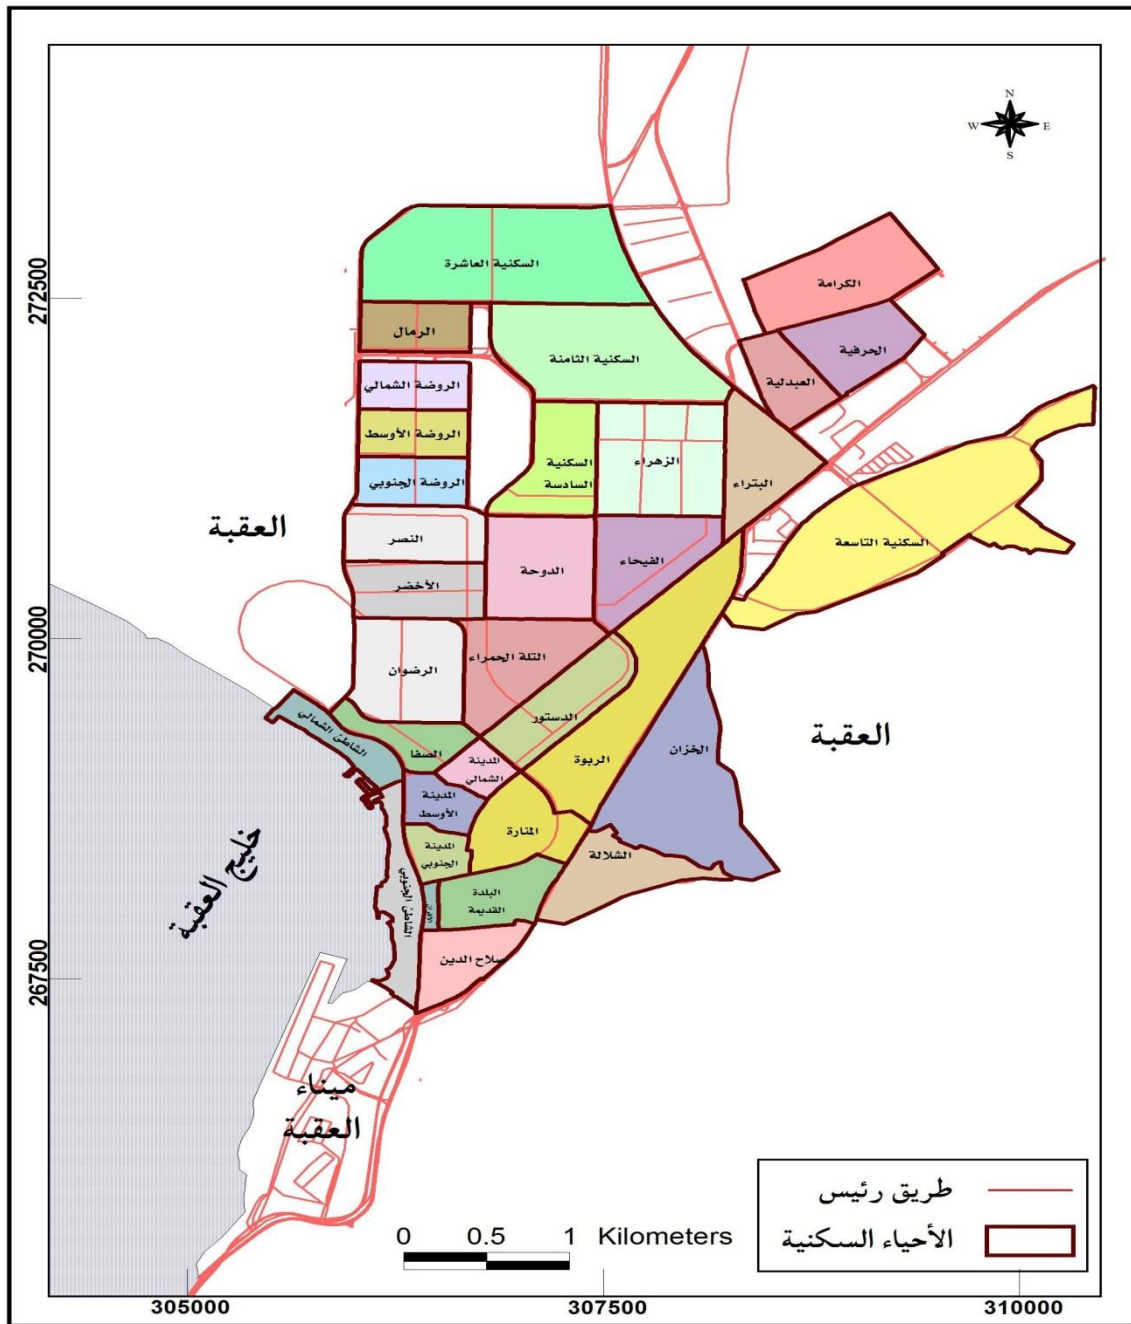 N
W E
S
السكنية العاشرة
الكرامة
الرمال
الحرفية
السكنية الثامنة
العبدلية
الروضة الشمالي
الروضة الأوسط
السكنية
السادسة
الزهراء
البتراء
الروضة الجنوبي
العقبة
النصر
السكنية التاسعة
الدوحة
الفيحاء
الأخضر
التلة الحمراء
الرضوان
الدستور
الشاطئ الشمالي
الصفا
المدينة
الشمالي
الربوة
الخزان
العقبة
المدينة
الأوسط
المنارة
الشلالة
المدينة
الجنوبي
خليج العقبة
الشاطئ الجنوبي
البلدة
القديمة
صلاح الدين
ميناء
العقبة
272500
270000
267500
طريق رئيس
الأحياء السكنية
0 0.5 1 Kilometers
305000 307500 310000